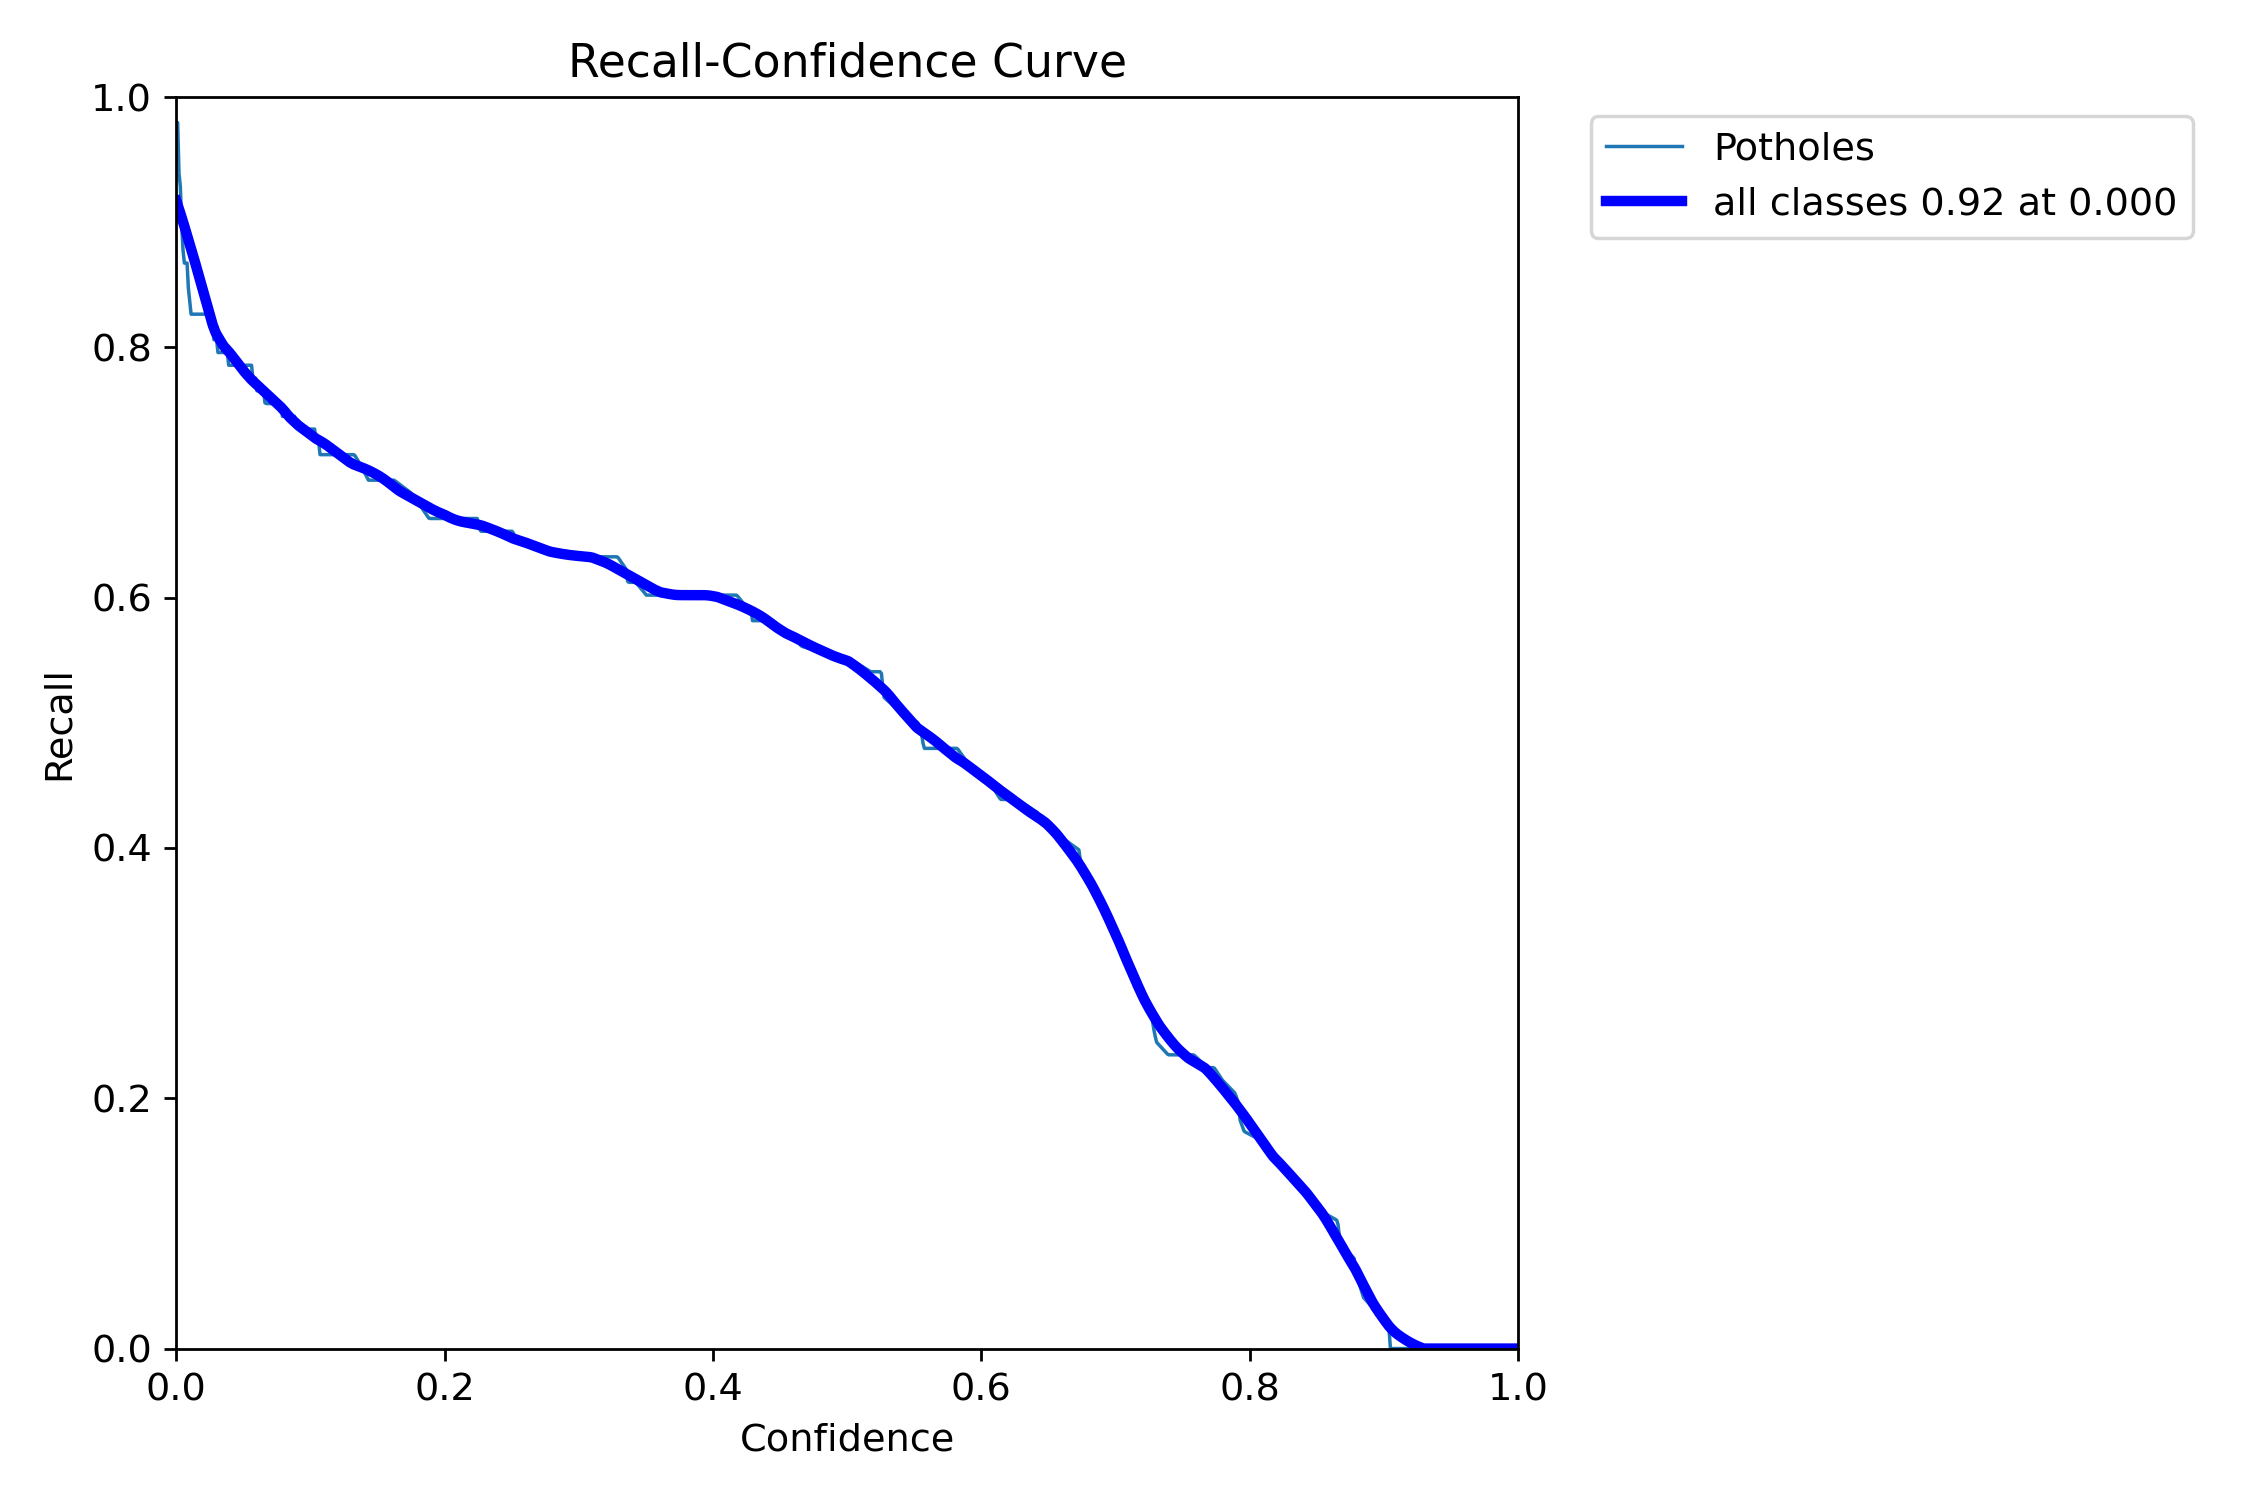 Recall-Confidence Curve
1.0
0.8
0.6
0.4
0.2
0.0
Recall
0.0 0.2 0.4 0.6 0.8 1.0
Confidence
Potholes
all classes 0.92 at 0.000